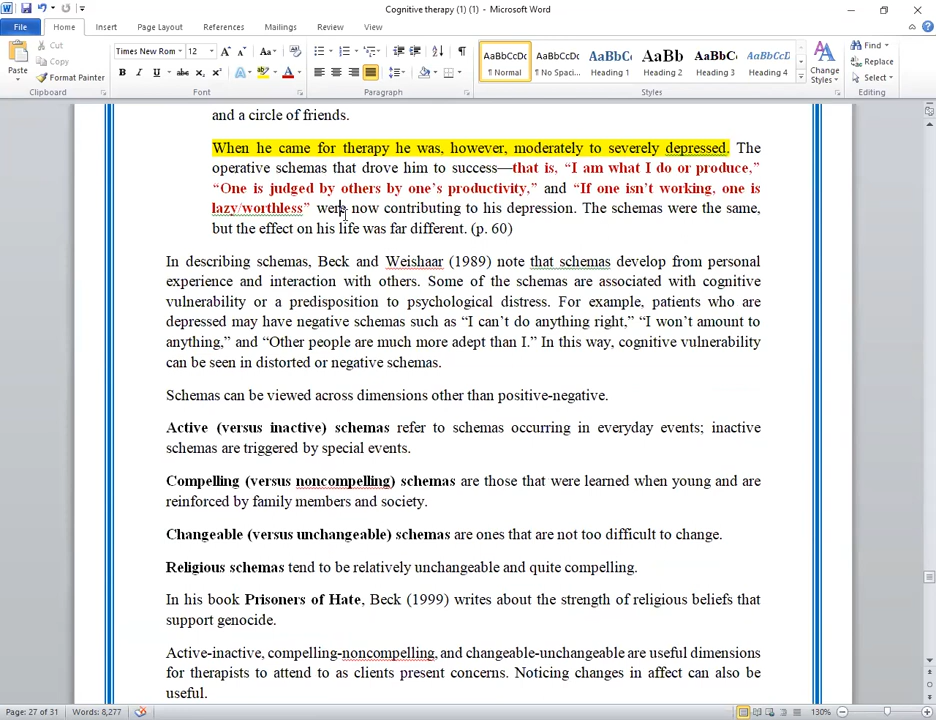 Cognitive therapy (1) (1) - Microsoft Word
File Home Insert Page Layout References Mailings Review View
Paste Cut Copy Format Painter
Times New Rom 12
AaBbCcDc AaBbCcDc AaBbC AaBb AaBbC AaBbC
¶ Normal ¶ No Spaci... Heading 1 Heading 2 Heading 3 Heading 4
Change Styles
Find Replace Select
Clipboard Font Paragraph Styles Editing
and a circle of friends.
When he came for therapy he was, however, moderately to severely depressed. The
operative schemas that drove him to success—that is, “I am what I do or produce,”
“One is judged by others by one’s productivity,” and “If one isn’t working, one is
lazy/worthless” were now contributing to his depression. The schemas were the same,
but the effect on his life was far different. (p. 60)
In describing schemas, Beck and Weishaar (1989) note that schemas develop from personal
experience and interaction with others. Some of the schemas are associated with cognitive
vulnerability or a predisposition to psychological distress. For example, patients who are
depressed may have negative schemas such as “I can’t do anything right,” “I won’t amount to
anything,” and “Other people are much more adept than I.” In this way, cognitive vulnerability
can be seen in distorted or negative schemas.
Schemas can be viewed across dimensions other than positive-negative.
Active (versus inactive) schemas refer to schemas occurring in everyday events; inactive
schemas are triggered by special events.
Compelling (versus noncompelling) schemas are those that were learned when young and are
reinforced by family members and society.
Changeable (versus unchangeable) schemas are ones that are not too difficult to change.
Religious schemas tend to be relatively unchangeable and quite compelling.
In his book Prisoners of Hate, Beck (1999) writes about the strength of religious beliefs that
support genocide.
Active-inactive, compelling-noncompelling, and changeable-unchangeable are useful dimensions
for therapists to attend to as clients present concerns. Noticing changes in affect can also be
useful.
Page: 27 of 31 Words: 8,277 130%